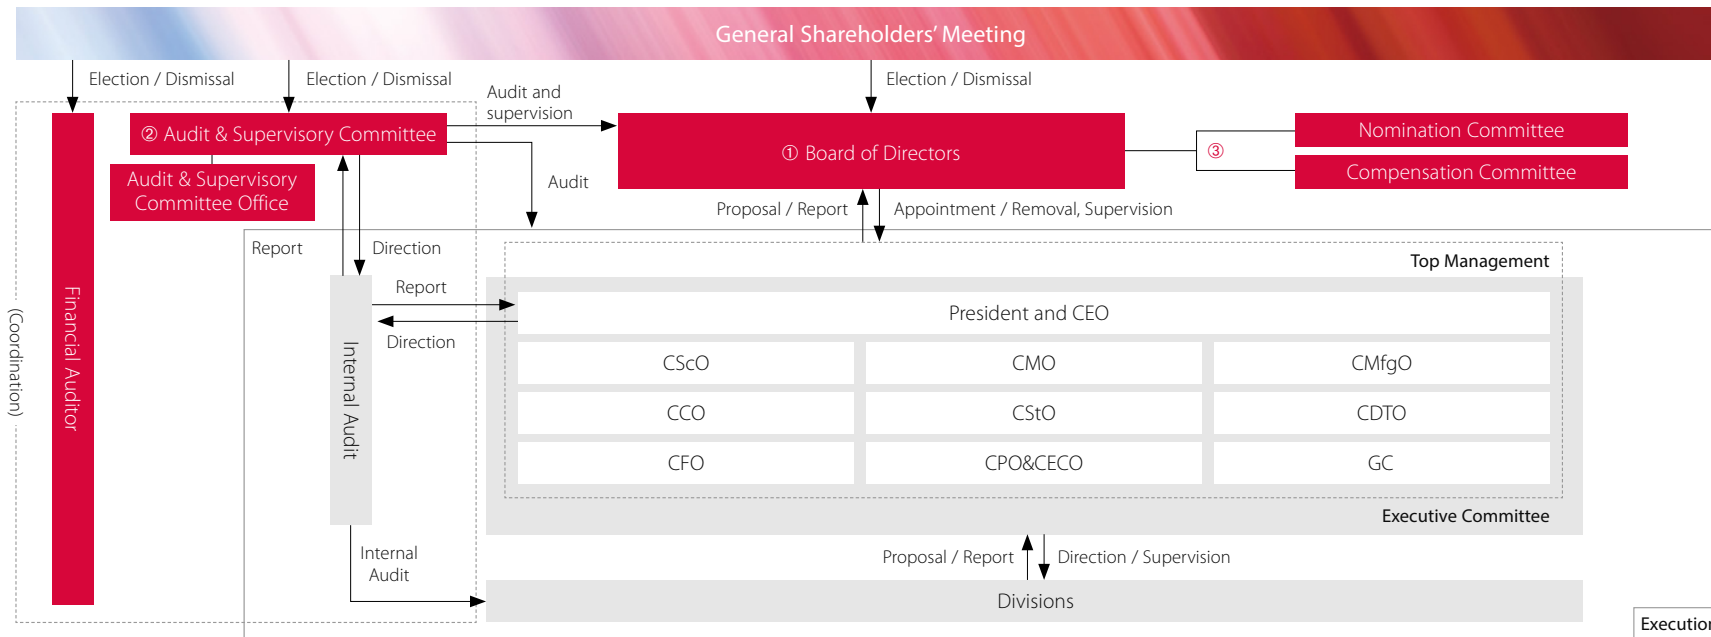 General Shareholders' Meeting
Election / Dismissal
Election / Dismissal
Election / Dismissal
Audit and
supervision
② Audit & Supervisory Committee
① Board of Directors
③
Nomination Committee
Compensation Committee
Audit & Supervisory
Committee Office
Audit
Proposal / Report
Appointment / Removal, Supervision
Report
Direction
Top Management
Report
Direction
President and CEO
CScO
CMO
CMfgO
CCO
CStO
CDTO
CFO
CPO&CECO
GC
Executive Committee
(Coordination)
Financial Auditor
Internal Audit
Internal
Audit
Proposal / Report
Direction / Supervision
Divisions
Execution